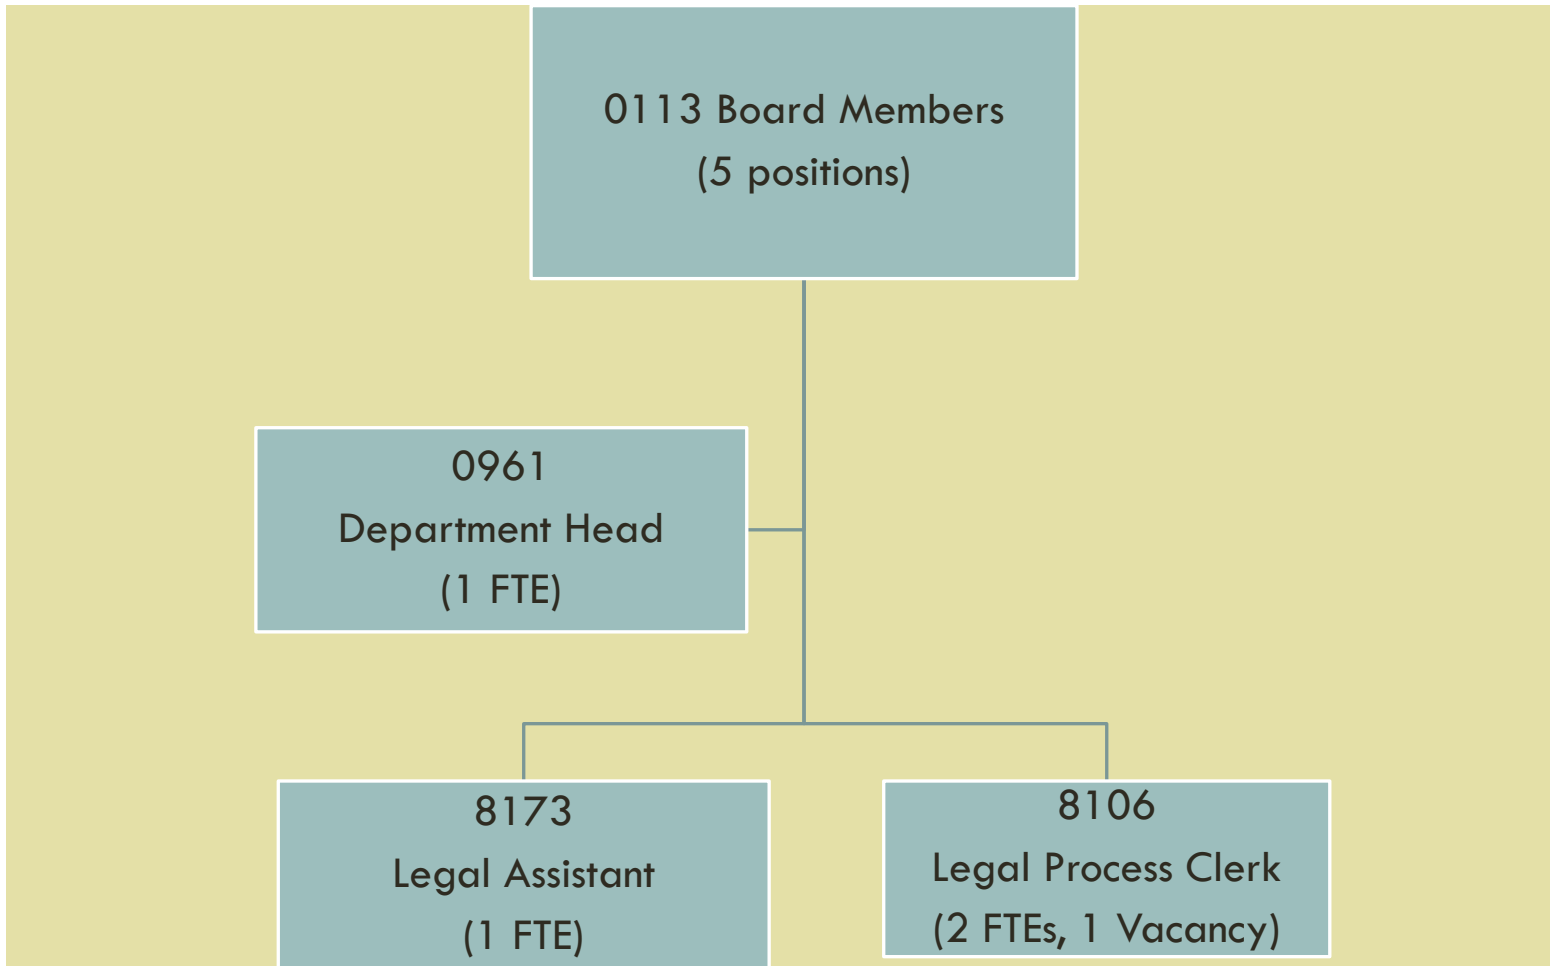 0113 Board Members
(5 positions)
0961
Department Head
(1 FTE)
8173
Legal Assistant
(1 FTE)
8106
Legal Process Clerk
(2 FTEs, 1 Vacancy)